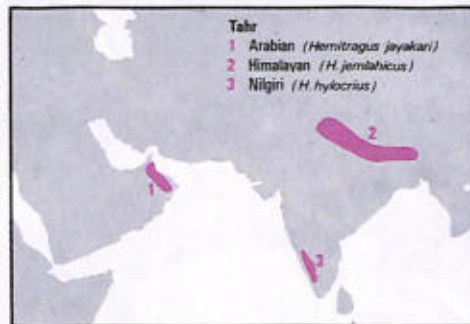 Tahr
1 Arabian (Hemitragus jayakari)
2 Himalayan (H. jemlahicus)
3 Nilgiri (H. hylocrius)
2
1
3